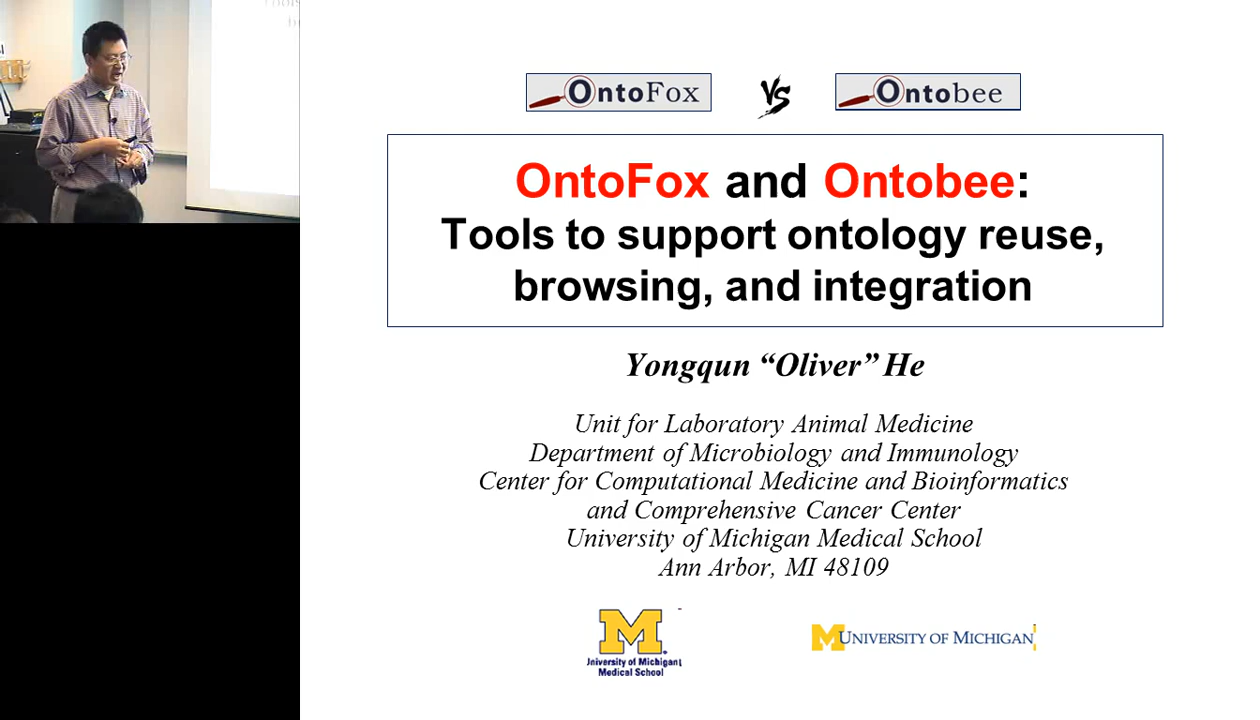 OntoFox VS Ontobee
OntoFox and Ontobee:
Tools to support ontology reuse,
browsing, and integration
Yongqun “Oliver” He
Unit for Laboratory Animal Medicine
Department of Microbiology and Immunology
Center for Computational Medicine and Bioinformatics
and Comprehensive Cancer Center
University of Michigan Medical School
Ann Arbor, MI 48109
M
University of Michigan
Medical School
M UNIVERSITY OF MICHIGAN